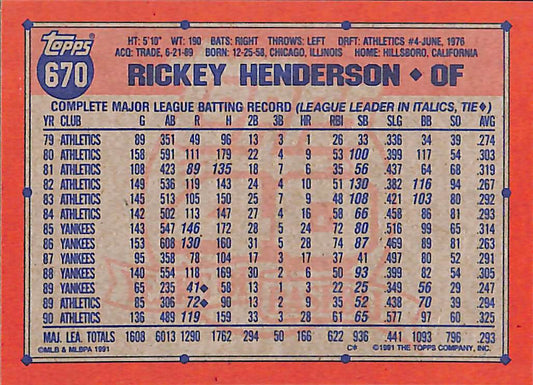 Topps®
670
HT: 5'10" WT: 190 BATS: RIGHT THROWS: LEFT DRFT: ATHLETICS #4-JUNE, 1976
ACQ: TRADE, 6-21-89 BORN: 12-25-58, CHICAGO, ILLINOIS HOME: HILLSBORO, CALIFORNIA
RICKEY HENDERSON ♦ OF
COMPLETE MAJOR LEAGUE BATTING RECORD (LEAGUE LEADER IN ITALICS, TIE♦)
YR CLUB G AB R H 2B 3B HR RBI SB SLG BB SO AVG
79 ATHLETICS 89 351 49 96 13 3 1 26 33 .336 34 39 .274
80 ATHLETICS 158 591 111 179 22 4 9 53 100 .399 117 54 .303
81 ATHLETICS 108 423 89 135 18 7 6 35 56 .437 64 68 .319
82 ATHLETICS 149 536 119 143 24 4 10 51 130 .382 116 94 .267
83 ATHLETICS 145 513 105 150 25 7 9 48 108 .421 103 80 .292
84 ATHLETICS 142 502 113 147 27 4 16 58 66 .458 86 81 .293
85 YANKEES 143 547 146 172 28 5 24 72 80 .516 99 65 .314
86 YANKEES 153 608 130 160 31 5 28 74 87 .469 89 81 .263
87 YANKEES 95 358 78 104 17 3 17 37 41 .497 80 52 .291
88 YANKEES 140 554 118 169 30 2 6 50 93 .399 82 54 .305
89 YANKEES 65 235 41♦ 58 13 1 3 22 25 .349 56 29 .247
89 ATHLETICS 85 306 72♦ 90 13 2 9 35 52 .438 70 39 .294
90 ATHLETICS 136 489 119 159 33 3 28 61 65 .577 97 60 .325
MAJ. LEA. TOTALS 1608 6013 1290 1762 294 50 166 622 936 .441 1093 796 .293
©MLB & MLBPA 1991 C* ©1991 THE TOPPS COMPANY, INC.